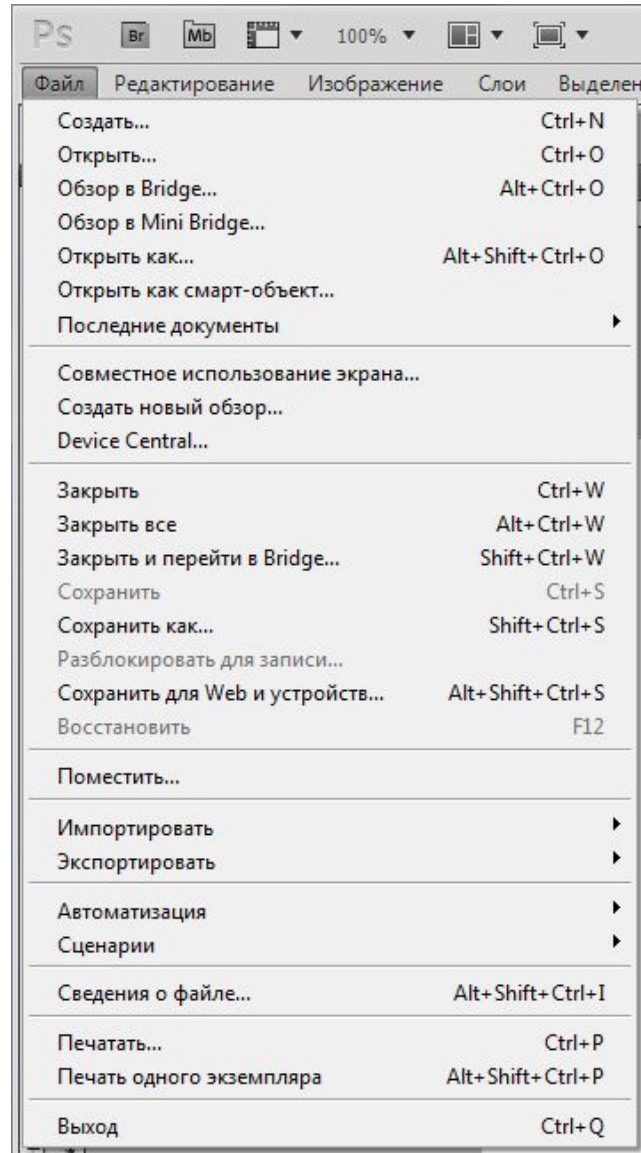 Ps Br Mb 100%
Файл Редактирование Изображение Слои Выделен
Создать... Ctrl+N
Открыть... Ctrl+O
Обзор в Bridge... Alt+Ctrl+O
Обзор в Mini Bridge...
Открыть как... Alt+Shift+Ctrl+O
Открыть как смарт-объект...
Последние документы
Совместное использование экрана...
Создать новый обзор...
Device Central...
Закрыть Ctrl+W
Закрыть все Alt+Ctrl+W
Закрыть и перейти в Bridge... Shift+Ctrl+W
Сохранить Ctrl+S
Сохранить как... Shift+Ctrl+S
Разблокировать для записи...
Сохранить для Web и устройств... Alt+Shift+Ctrl+S
Восстановить F12
Поместить...
Импортировать
Экспортировать
Автоматизация
Сценарии
Сведения о файле... Alt+Shift+Ctrl+I
Печатать... Ctrl+P
Печать одного экземпляра Alt+Shift+Ctrl+P
Выход Ctrl+Q